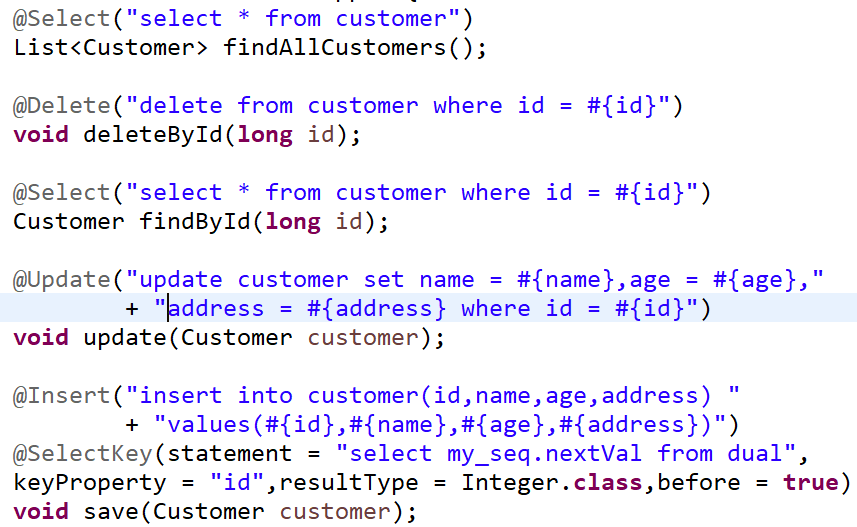 @Select("select * from customer")
List<Customer> findAllCustomers();
@Delete("delete from customer where id = #{id}")
void deleteById(long id);
@Select("select * from customer where id = #{id}")
Customer findById(long id);
@Update("update customer set name = #{name},age = #{age},"
+ "address = #{address} where id = #{id}")
void update(Customer customer);
@Insert("insert into customer(id,name,age,address) "
+ "values(#{id},#{name},#{age},#{address})")
@SelectKey(statement = "select my_seq.nextVal from dual",
keyProperty = "id",resultType = Integer.class,before = true)
void save(Customer customer);